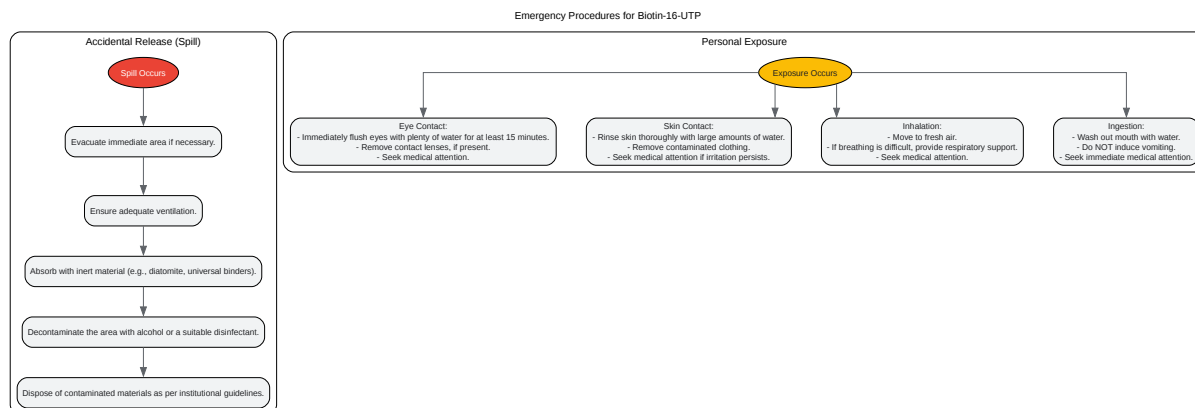 Emergency Procedures for Biotin-16-UTP
Accidental Release (Spill)
Spill Occurs
Evacuate immediate area if necessary.
Ensure adequate ventilation.
Absorb with inert material (e.g., diatomite, universal binders).
Decontaminate the area with alcohol or a suitable disinfectant.
Dispose of contaminated materials as per institutional guidelines.
Personal Exposure
Exposure Occurs
Eye Contact:
- Immediately flush eyes with plenty of water for at least 15 minutes.
- Remove contact lenses, if present.
- Seek medical attention.
Skin Contact:
- Rinse skin thoroughly with large amounts of water.
- Remove contaminated clothing.
- Seek medical attention if irritation persists.
Inhalation:
- Move to fresh air.
- If breathing is difficult, provide respiratory support.
- Seek medical attention.
Ingestion:
- Wash out mouth with water.
- Do NOT induce vomiting.
- Seek immediate medical attention.